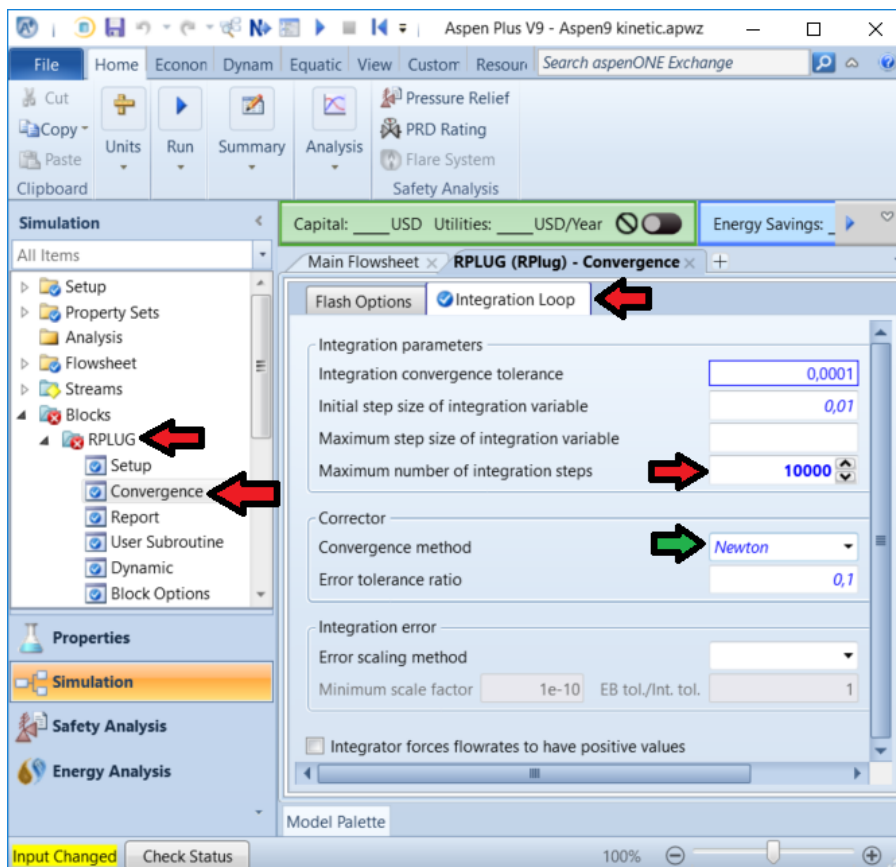 Aspen Plus V9 - Aspen9 kinetic.apwz
File Home Econon Dynam Equatic View Custom Resour Search aspenONE Exchange
Cut
Copy
Paste
Clipboard
Units
Run
Summary
Analysis
Pressure Relief
PRD Rating
Flare System
Safety Analysis
Simulation
All Items
Setup
Property Sets
Analysis
Flowsheet
Streams
Blocks
RPLUG
Setup
Convergence
Report
User Subroutine
Dynamic
Block Options
Properties
Simulation
Safety Analysis
Energy Analysis
Capital: ____USD Utilities: ____USD/Year Energy Savings: _
Main Flowsheet RPLUG (RPlug) - Convergence
Flash Options Integration Loop
Integration parameters
Integration convergence tolerance 0,0001
Initial step size of integration variable 0,01
Maximum step size of integration variable
Maximum number of integration steps 10000
Corrector
Convergence method Newton
Error tolerance ratio 0,1
Integration error
Error scaling method
Minimum scale factor 1e-10 EB tol./Int. tol. 1
Integrator forces flowrates to have positive values
Model Palette
Input Changed Check Status 100%